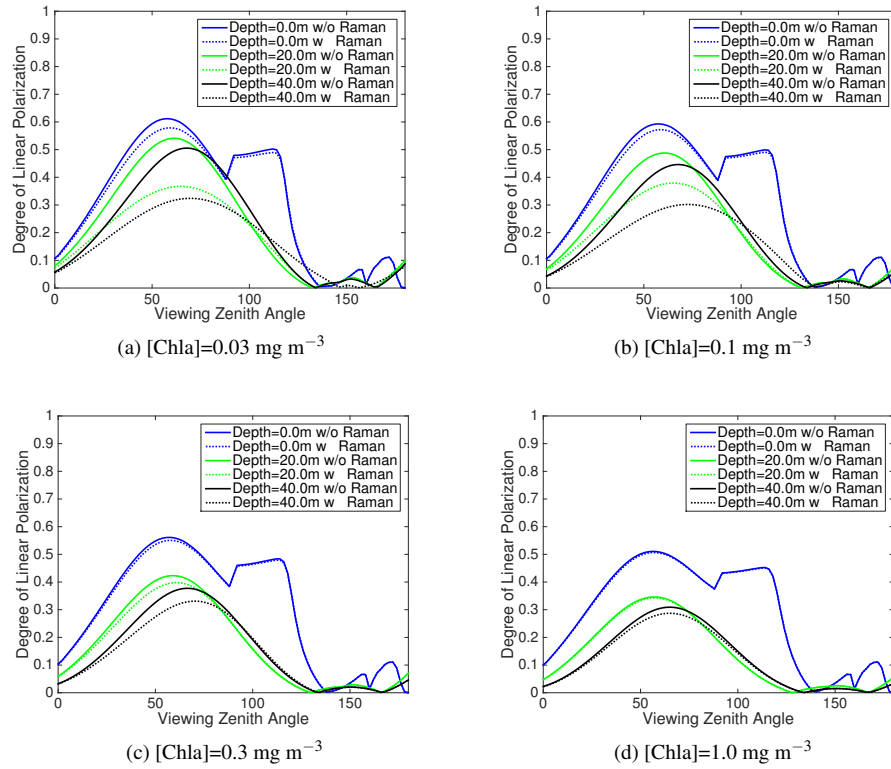 1
0.9
0.8
0.7
0.6
0.5
0.4
0.3
0.2
0.1
0
Degree of Linear Polarization
Depth=0.0m w/o Raman
Depth=0.0m w Raman
Depth=20.0m w/o Raman
Depth=20.0m w Raman
Depth=40.0m w/o Raman
Depth=40.0m w Raman
0 50 100 150
Viewing Zenith Angle
(a) [Chla]=0.03 mg m⁻³
1
0.9
0.8
0.7
0.6
0.5
0.4
0.3
0.2
0.1
0
Degree of Linear Polarization
Depth=0.0m w/o Raman
Depth=0.0m w Raman
Depth=20.0m w/o Raman
Depth=20.0m w Raman
Depth=40.0m w/o Raman
Depth=40.0m w Raman
0 50 100 150
Viewing Zenith Angle
(b) [Chla]=0.1 mg m⁻³
1
0.9
0.8
0.7
0.6
0.5
0.4
0.3
0.2
0.1
0
Degree of Linear Polarization
Depth=0.0m w/o Raman
Depth=0.0m w Raman
Depth=20.0m w/o Raman
Depth=20.0m w Raman
Depth=40.0m w/o Raman
Depth=40.0m w Raman
0 50 100 150
Viewing Zenith Angle
(c) [Chla]=0.3 mg m⁻³
1
0.9
0.8
0.7
0.6
0.5
0.4
0.3
0.2
0.1
0
Degree of Linear Polarization
Depth=0.0m w/o Raman
Depth=0.0m w Raman
Depth=20.0m w/o Raman
Depth=20.0m w Raman
Depth=40.0m w/o Raman
Depth=40.0m w Raman
0 50 100 150
Viewing Zenith Angle
(d) [Chla]=1.0 mg m⁻³